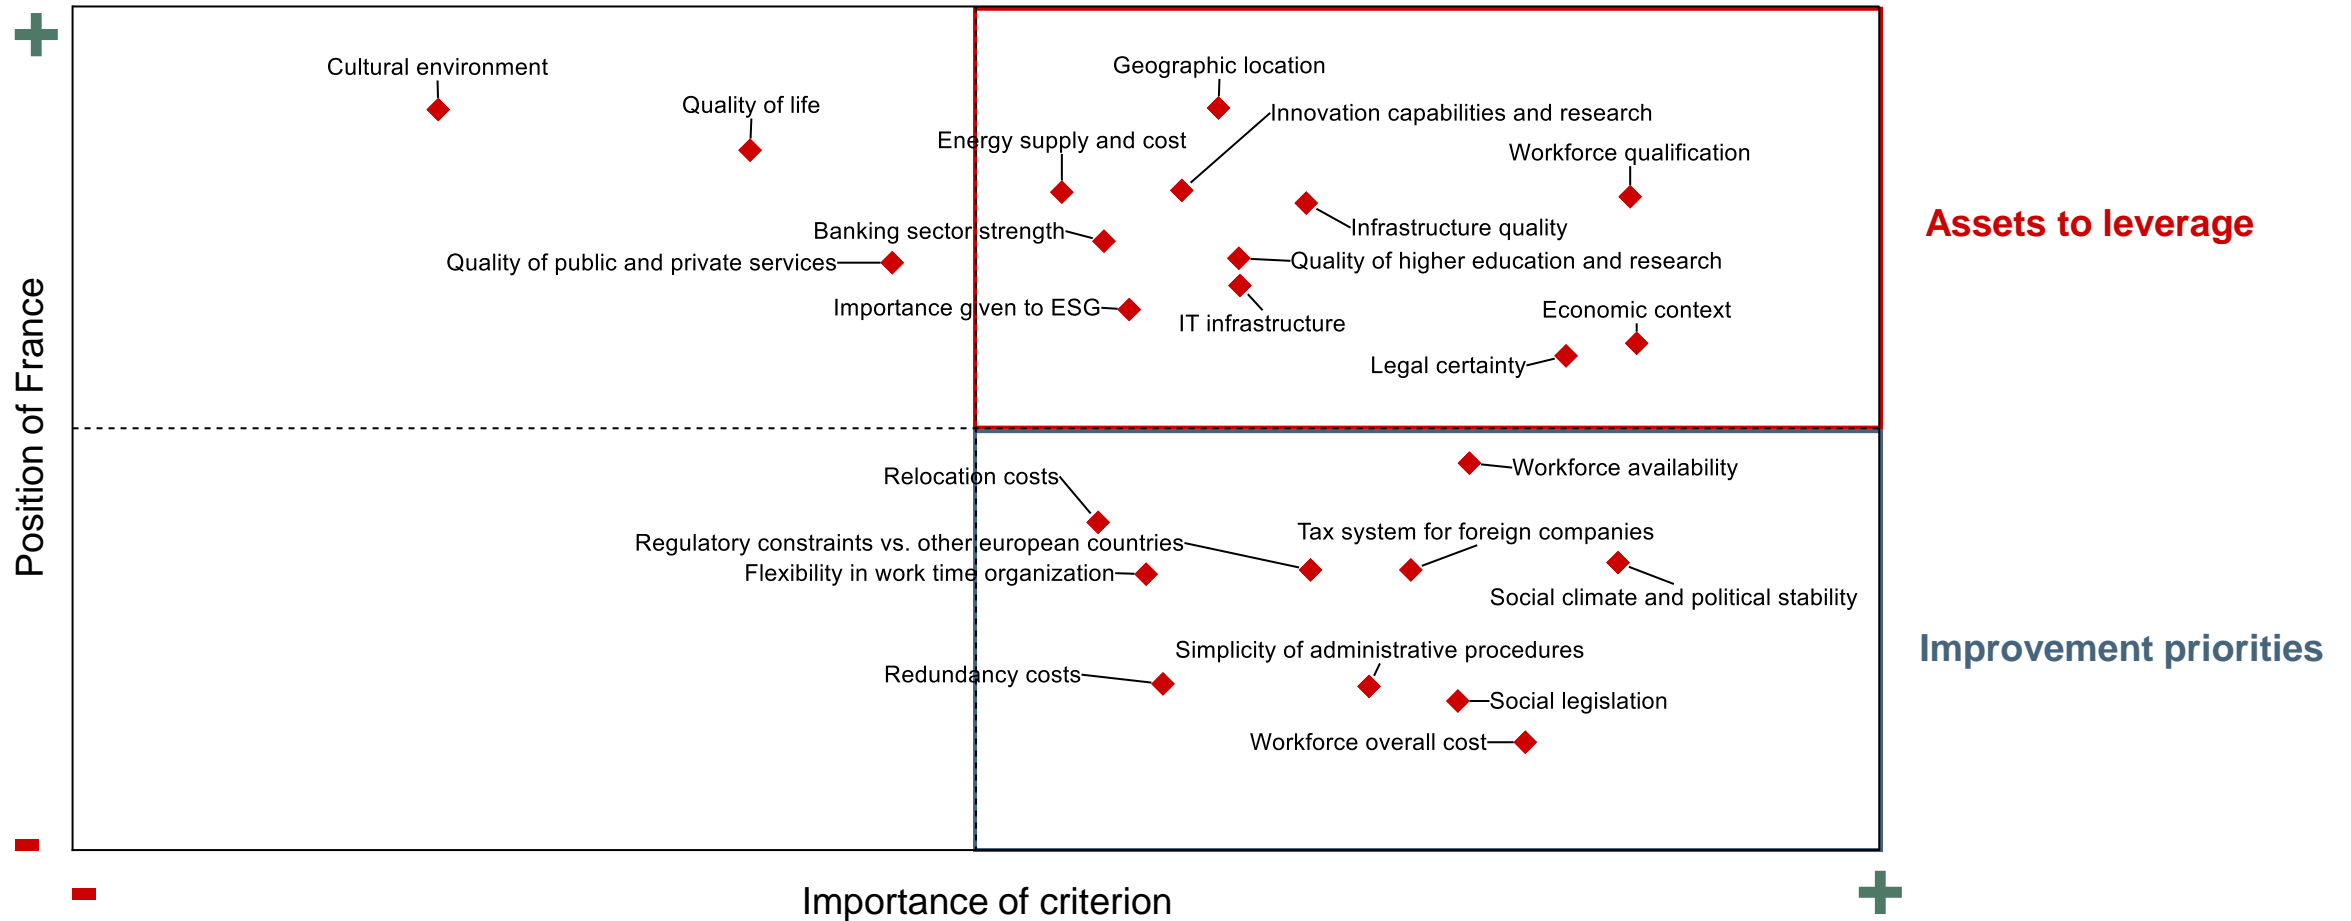 Cultural environment
Geographic location
Quality of life
Innovation capabilities and research
Energy supply and cost
Workforce qualification
Assets to leverage
Infrastructure quality
Banking sector strength
Quality of public and private services
Quality of higher education and research
Importance given to ESG
Economic context
IT infrastructure
Legal certainty
Position of France
Workforce availability
Relocation costs
Tax system for foreign companies
Regulatory constraints vs. other european countries
Flexibility in work time organization
Social climate and political stability
Improvement priorities
Simplicity of administrative procedures
Redundancy costs
Social legislation
Workforce overall cost
Importance of criterion